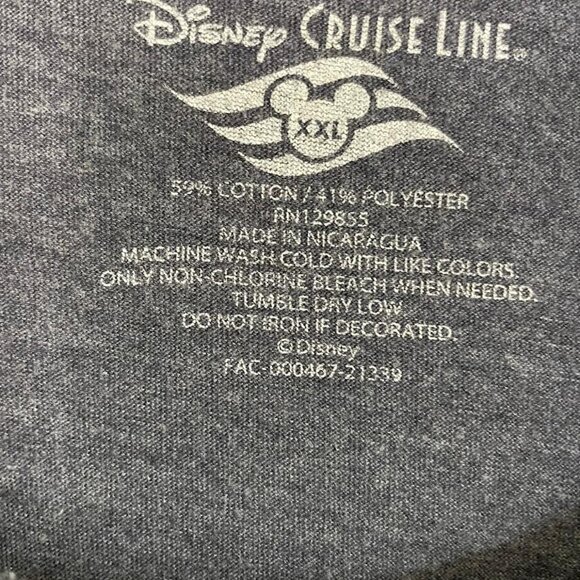 Disney Cruise Line®
XXL
59% COTTON / 41% POLYESTER
RN129855
MADE IN NICARAGUA
MACHINE WASH COLD WITH LIKE COLORS.
ONLY NON-CHLORINE BLEACH WHEN NEEDED.
TUMBLE DRY LOW
DO NOT IRON IF DECORATED.
© Disney
FAC-000467-21339